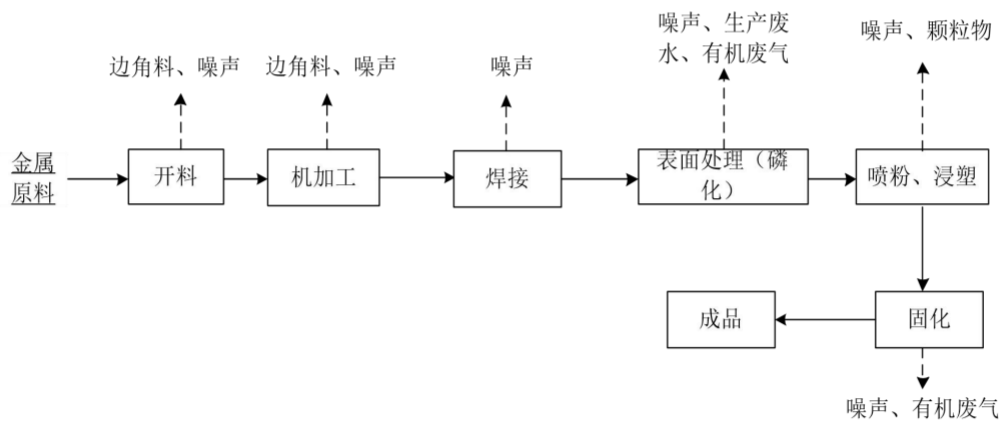 噪声、生产废
水、有机废气
噪声、颗粒物
边角料、噪声
边角料、噪声
噪声
金属
原料
开料
机加工
焊接
表面处理（磷
化）
喷粉、浸塑
成品
固化
噪声、有机废气